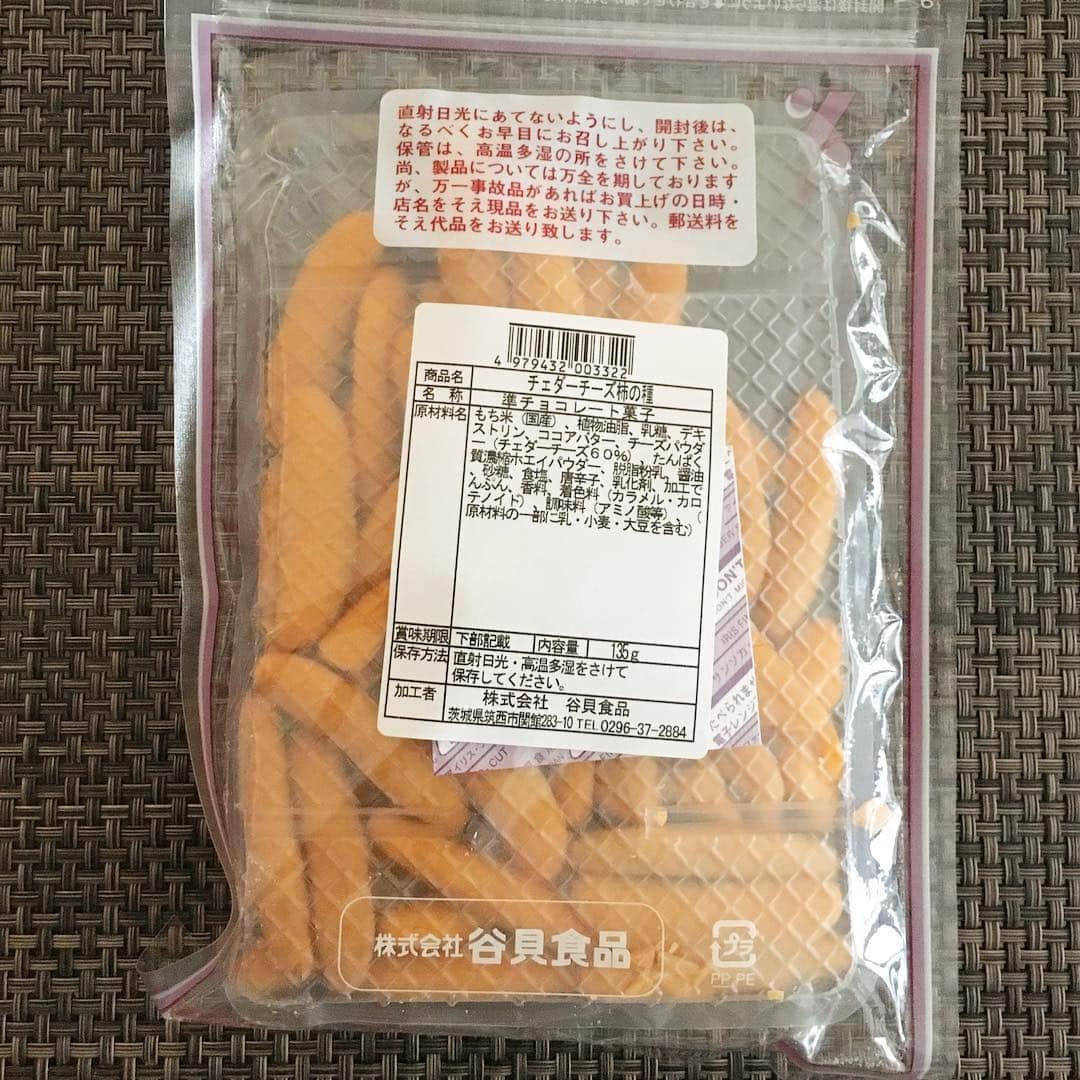 直射日光にあてないようにし、開封後は、
なるべくお早目にお召し上がり下さい。
保管は、高温多湿の所をさけて下さい。
尚、製品については万全を期しております
が、万一事故品があればお買上げの日時・
店名をそえ現品をお送り下さい。郵送料を
そえ代品をお送り致します。
4 979432 003322
商品名 チェダーチーズ柿の種
名称 準チョコレート菓子
原材料名 もち米（国産）、植物油脂、乳糖、デキ
ストリン、ココアバター、チーズパウダ
ー（チェダーチーズ６０％）、たんぱく
質濃縮ホエイパウダー、脱脂粉乳、醤油
、砂糖、食塩、唐辛子、乳化剤、加工で
んぷん、香料、着色料（カラメル・カロ
テノイド）、調味料（アミノ酸等）、（
原材料の一部に乳・小麦・大豆を含む）
賞味期限 下部記載 内容量 135g
保存方法 直射日光・高温多湿をさけて
保存してください。
加工者 株式会社 谷貝食品
茨城県筑西市関館283-10 TEL0296-37-2884
CUT
株式会社 谷貝食品
プラ
PP,PE